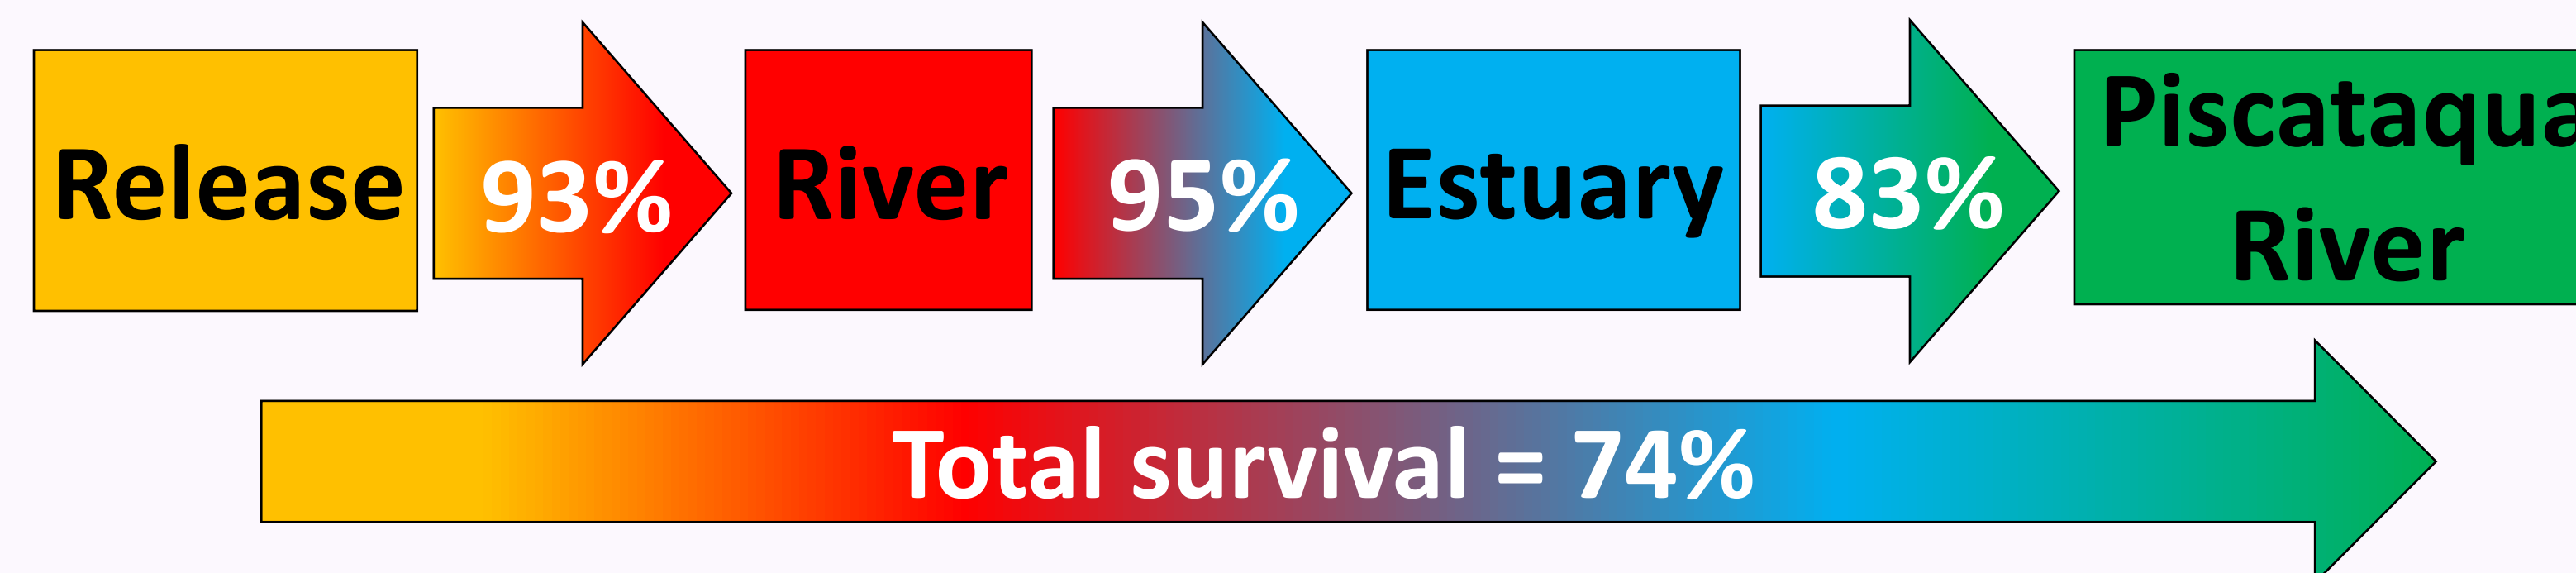 Release
93%
River
95%
Estuary
83%
Piscataqua
River
Total survival = 74%